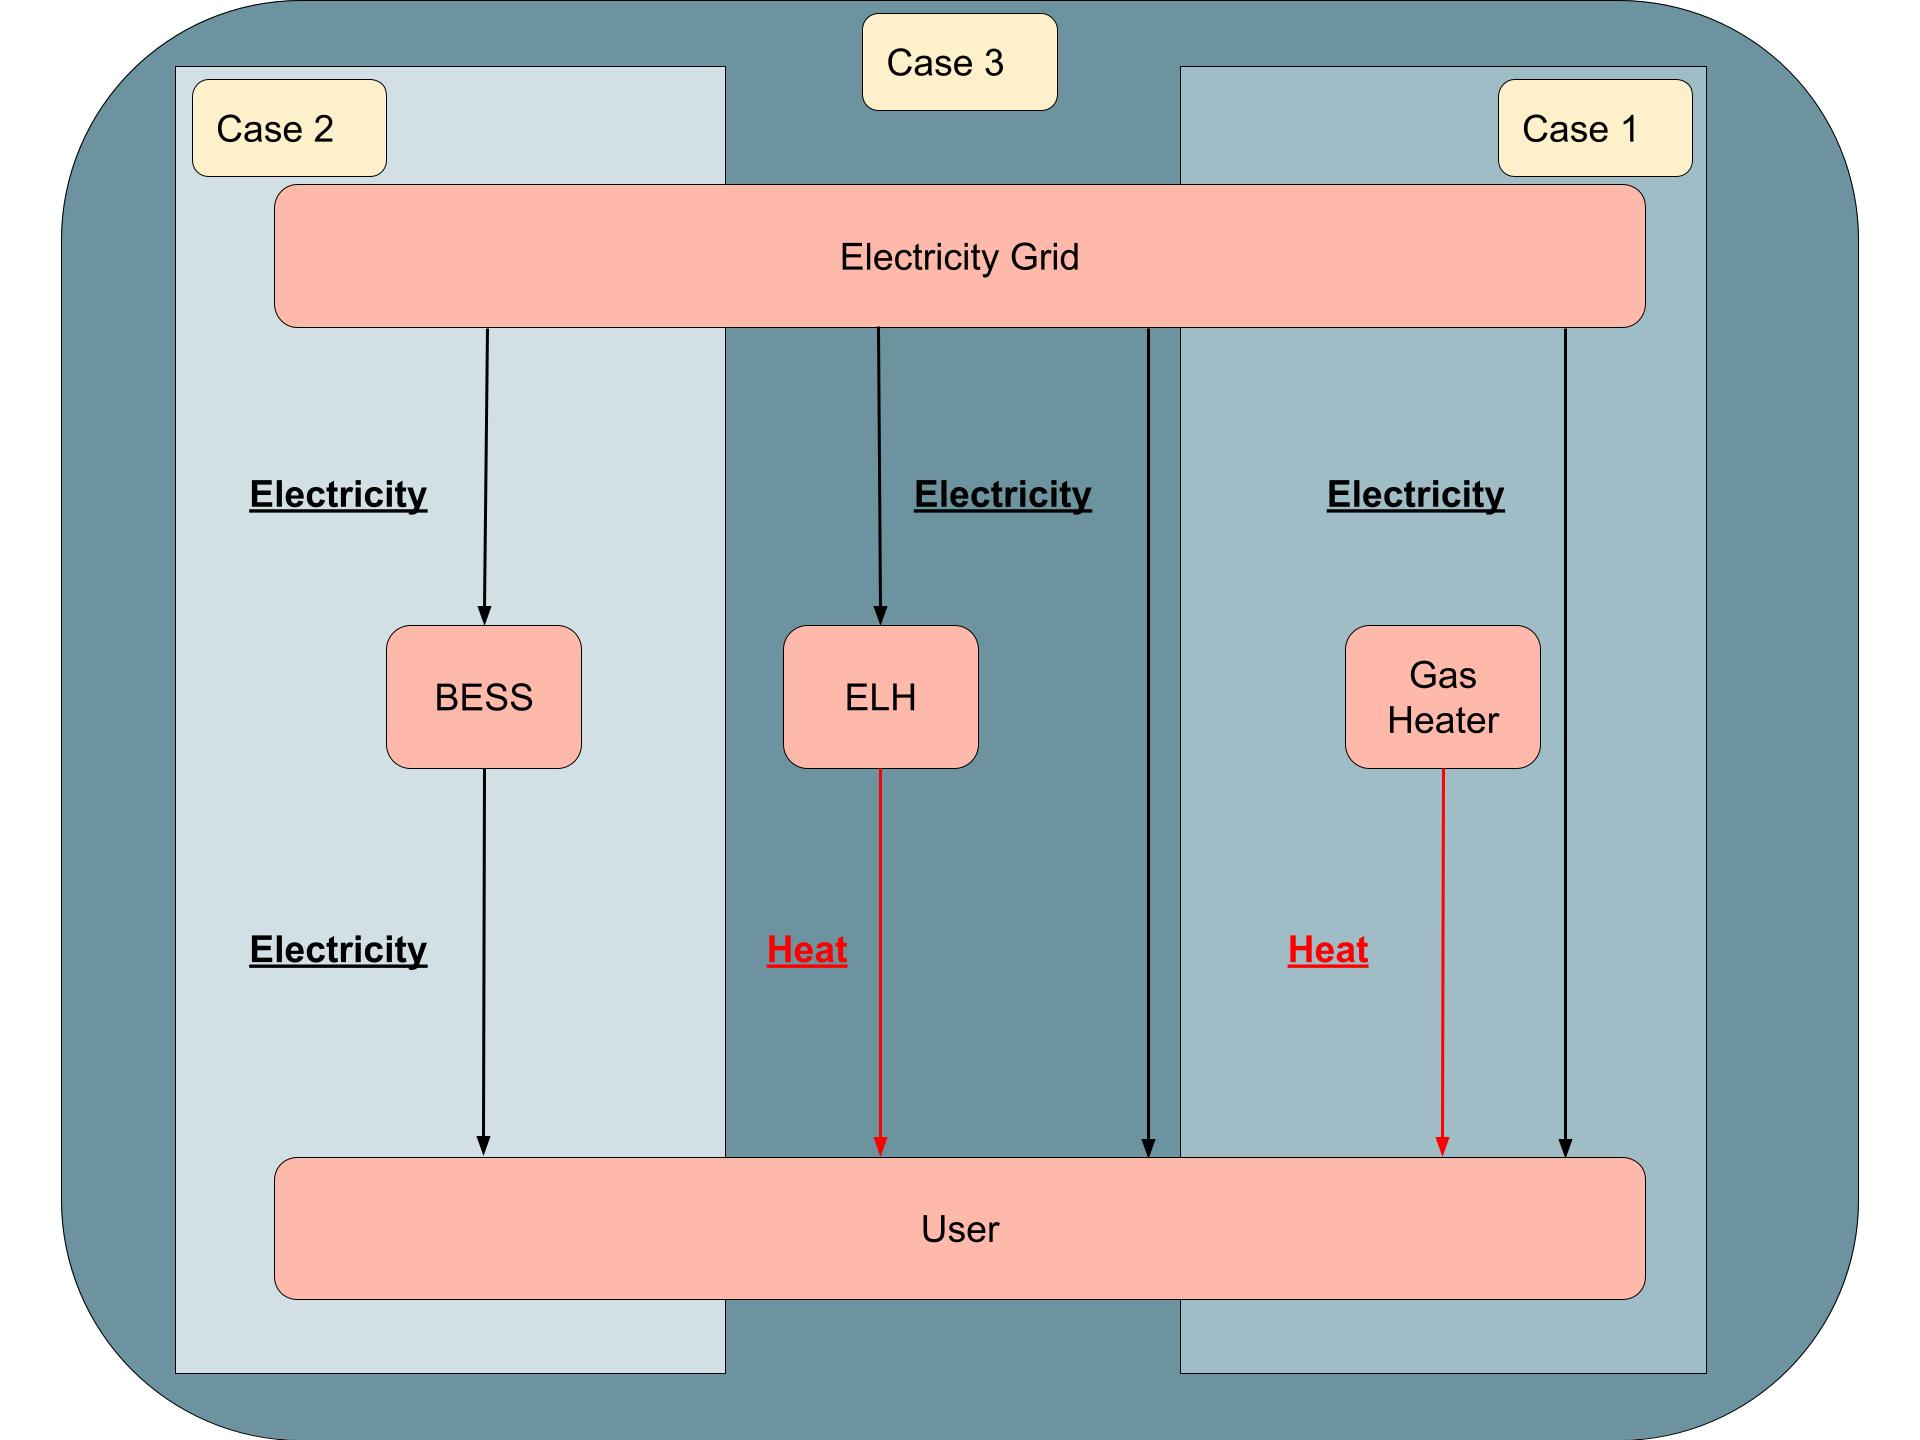 Case 3
Case 2
Case 1
Electricity Grid
Electricity
Electricity
Electricity
BESS
ELH
Gas
Heater
Electricity
Heat
Heat
User